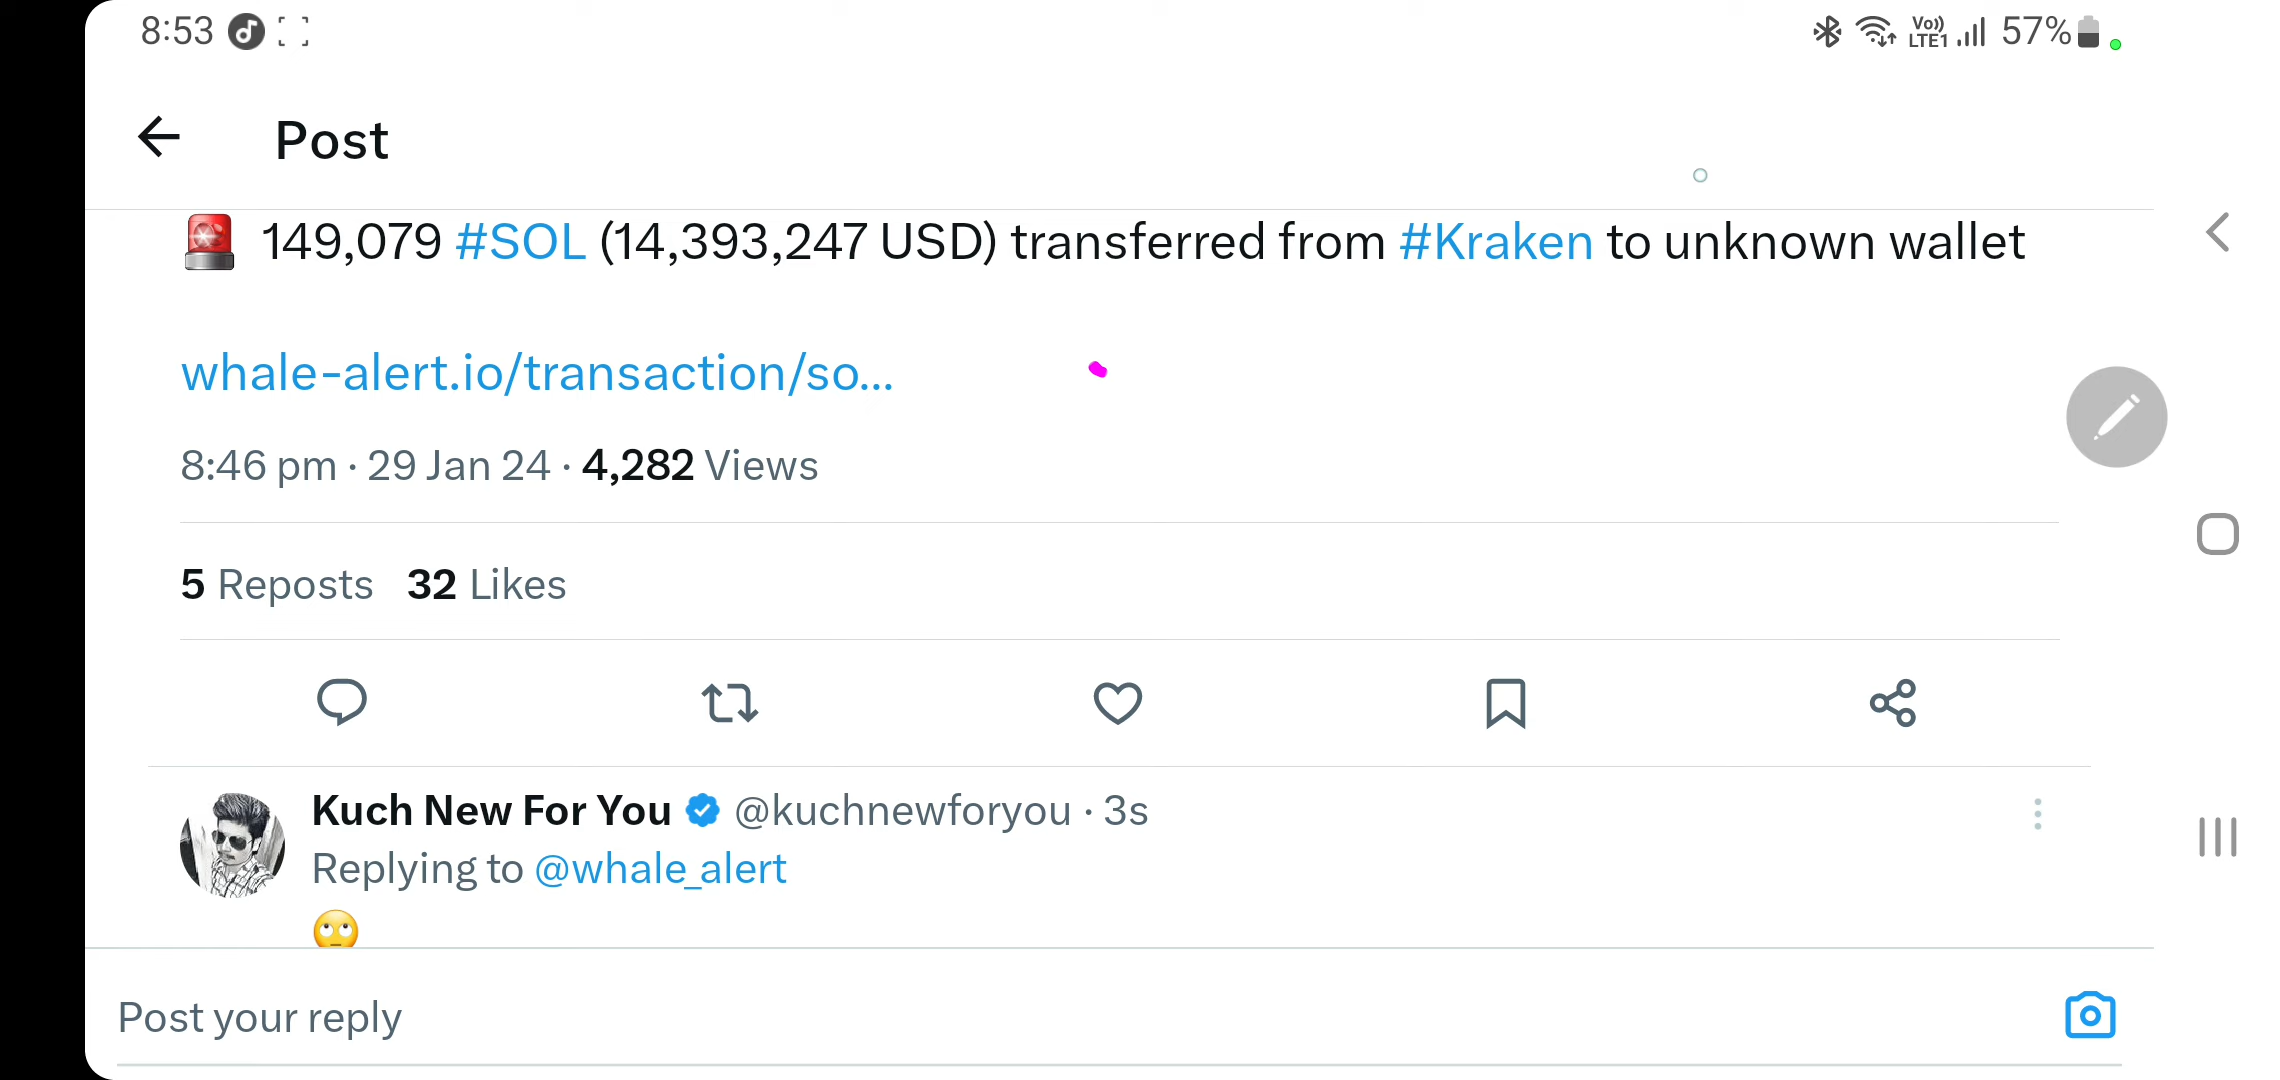 8:53 Vo)) LTE1 57%
Post
🚨 149,079 #SOL (14,393,247 USD) transferred from #Kraken to unknown wallet
whale-alert.io/transaction/so...
8:46 pm · 29 Jan 24 · 4,282 Views
5 Reposts 32 Likes
Kuch New For You @kuchnewforyou · 3s
Replying to @whale_alert
🙄
Post your reply